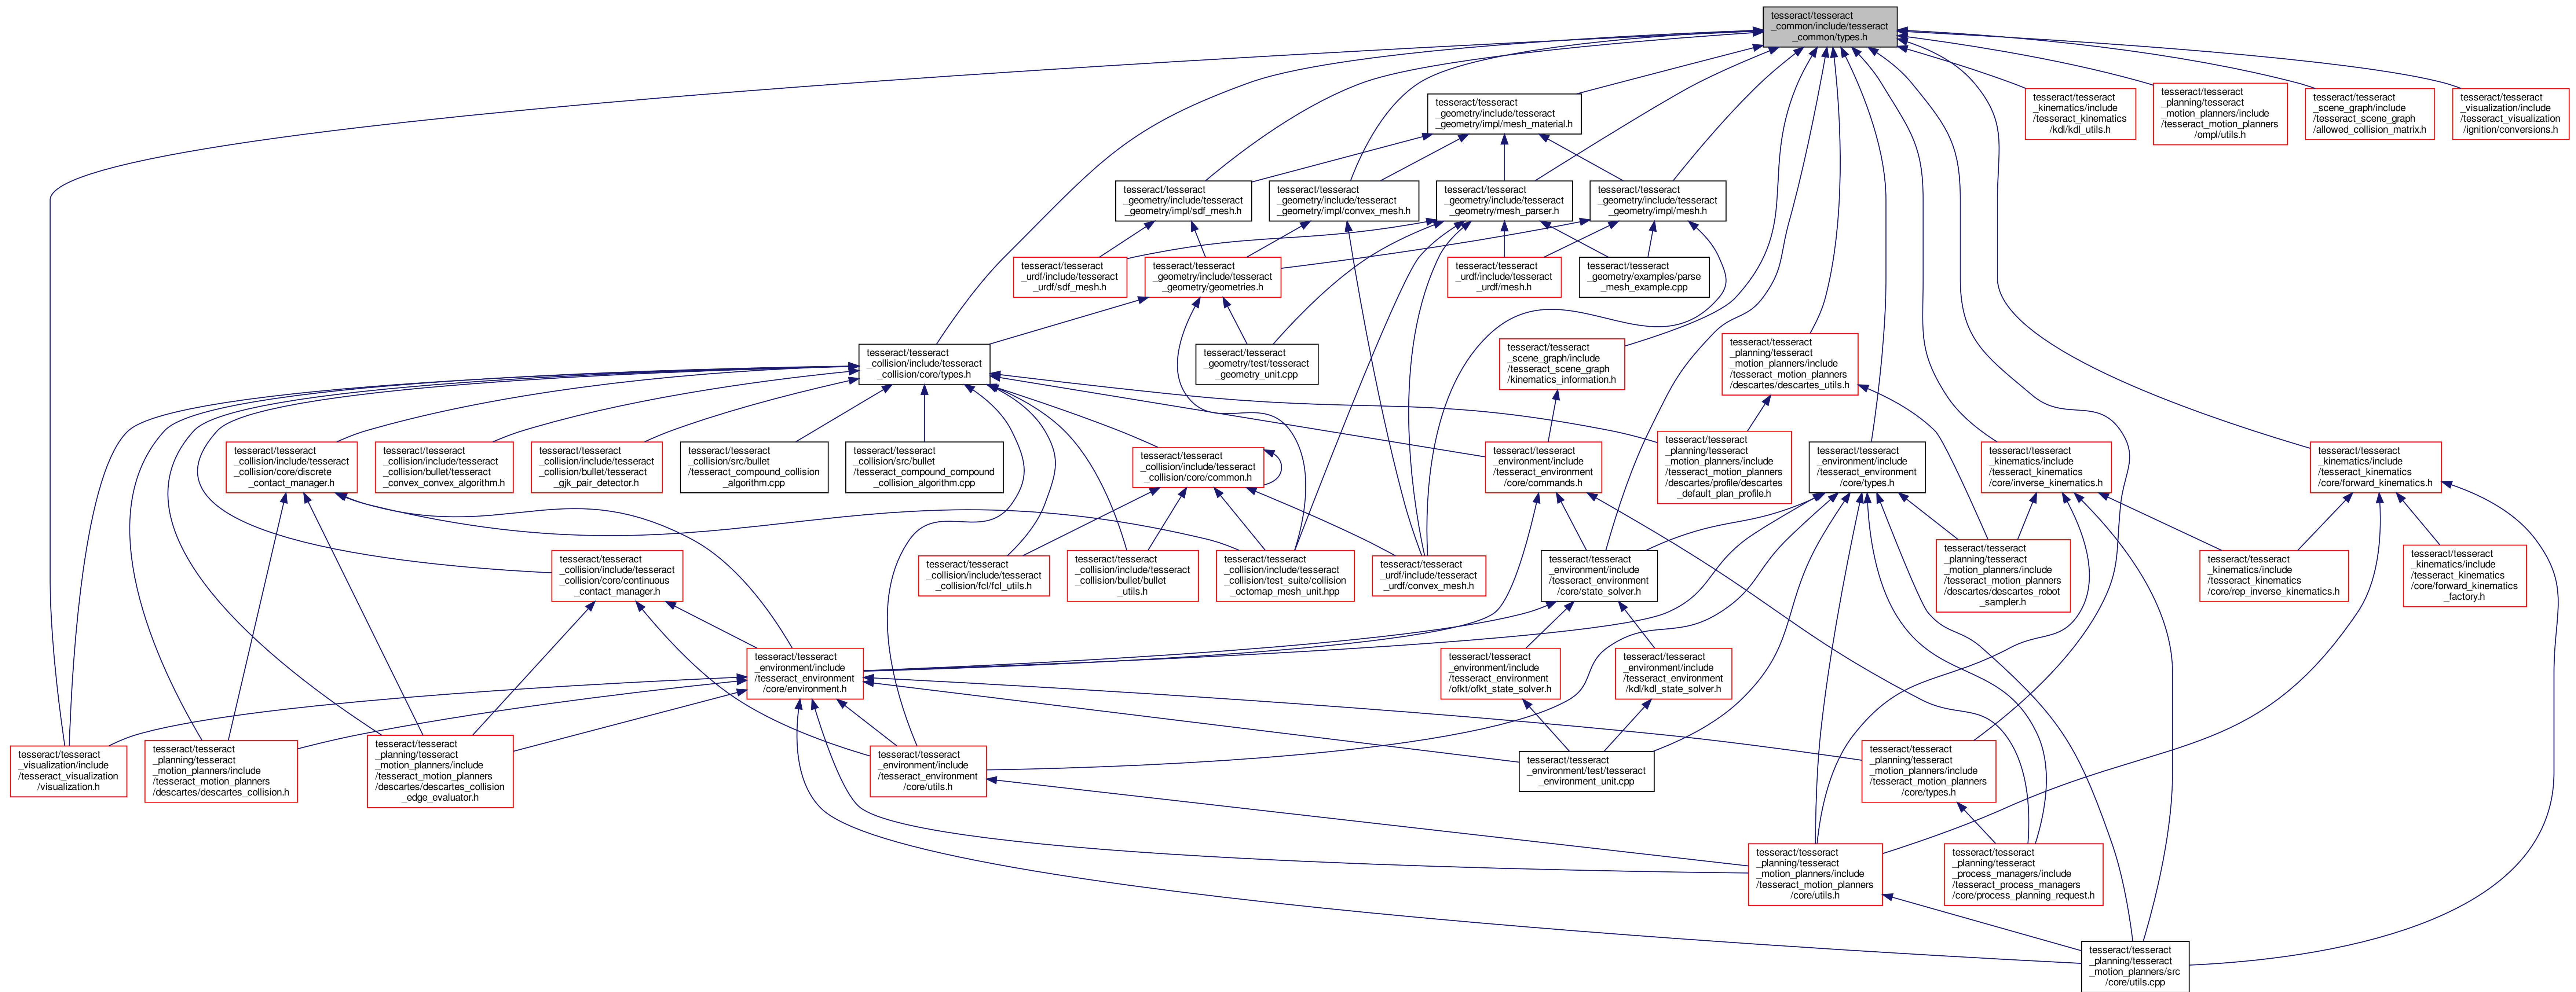 tesseract/tesseract
_common/include/tesseract
_common/types.h
tesseract/tesseract
_kinematics/include
/tesseract_kinematics
/kdl/kdl_utils.h
tesseract/tesseract
_planning/tesseract
_motion_planners/include
/tesseract_motion_planners
/ompl/utils.h
tesseract/tesseract
_scene_graph/include
/tesseract_scene_graph
/allowed_collision_matrix.h
tesseract/tesseract
_visualization/include
/tesseract_visualization
/ignition/conversions.h
tesseract/tesseract
_geometry/include/tesseract
_geometry/impl/mesh_material.h
tesseract/tesseract
_geometry/include/tesseract
_geometry/impl/sdf_mesh.h
tesseract/tesseract
_geometry/include/tesseract
_geometry/impl/convex_mesh.h
tesseract/tesseract
_geometry/include/tesseract
_geometry/mesh_parser.h
tesseract/tesseract
_geometry/include/tesseract
_geometry/impl/mesh.h
tesseract/tesseract
_urdf/include/tesseract
_urdf/sdf_mesh.h
tesseract/tesseract
_geometry/include/tesseract
_geometry/geometries.h
tesseract/tesseract
_urdf/include/tesseract
_urdf/mesh.h
tesseract/tesseract
_geometry/examples/parse
_mesh_example.cpp
tesseract/tesseract
_collision/include/tesseract
_collision/core/types.h
tesseract/tesseract
_geometry/test/tesseract
_geometry_unit.cpp
tesseract/tesseract
_scene_graph/include
/tesseract_scene_graph
/kinematics_information.h
tesseract/tesseract
_planning/tesseract
_motion_planners/include
/tesseract_motion_planners
/descartes/descartes_utils.h
tesseract/tesseract
_collision/include/tesseract
_collision/core/discrete
_contact_manager.h
tesseract/tesseract
_collision/include/tesseract
_collision/bullet/tesseract
_convex_convex_algorithm.h
tesseract/tesseract
_collision/include/tesseract
_collision/bullet/tesseract
_gjk_pair_detector.h
tesseract/tesseract
_collision/src/bullet
/tesseract_compound_collision
_algorithm.cpp
tesseract/tesseract
_collision/src/bullet
/tesseract_compound_compound
_collision_algorithm.cpp
tesseract/tesseract
_collision/include/tesseract
_collision/core/common.h
tesseract/tesseract
_environment/include
/tesseract_environment
/core/commands.h
tesseract/tesseract
_planning/tesseract
_motion_planners/include
/tesseract_motion_planners
/descartes/profile/descartes
_default_plan_profile.h
tesseract/tesseract
_environment/include
/tesseract_environment
/core/types.h
tesseract/tesseract
_kinematics/include
/tesseract_kinematics
/core/inverse_kinematics.h
tesseract/tesseract
_kinematics/include
/tesseract_kinematics
/core/forward_kinematics.h
tesseract/tesseract
_collision/include/tesseract
_collision/core/continuous
_contact_manager.h
tesseract/tesseract
_collision/include/tesseract
_collision/fcl/fcl_utils.h
tesseract/tesseract
_collision/include/tesseract
_collision/bullet/bullet
_utils.h
tesseract/tesseract
_collision/include/tesseract
_collision/test_suite/collision
_octomap_mesh_unit.hpp
tesseract/tesseract
_urdf/include/tesseract
_urdf/convex_mesh.h
tesseract/tesseract
_environment/include
/tesseract_environment
/core/state_solver.h
tesseract/tesseract
_planning/tesseract
_motion_planners/include
/tesseract_motion_planners
/descartes/descartes_robot
_sampler.h
tesseract/tesseract
_kinematics/include
/tesseract_kinematics
/core/rep_inverse_kinematics.h
tesseract/tesseract
_kinematics/include
/tesseract_kinematics
/core/forward_kinematics
_factory.h
tesseract/tesseract
_environment/include
/tesseract_environment
/core/environment.h
tesseract/tesseract
_environment/include
/tesseract_environment
/ofkt/ofkt_state_solver.h
tesseract/tesseract
_environment/include
/tesseract_environment
/kdl/kdl_state_solver.h
tesseract/tesseract
_visualization/include
/tesseract_visualization
/visualization.h
tesseract/tesseract
_planning/tesseract
_motion_planners/include
/tesseract_motion_planners
/descartes/descartes_collision.h
tesseract/tesseract
_planning/tesseract
_motion_planners/include
/tesseract_motion_planners
/descartes/descartes_collision
_edge_evaluator.h
tesseract/tesseract
_environment/include
/tesseract_environment
/core/utils.h
tesseract/tesseract
_environment/test/tesseract
_environment_unit.cpp
tesseract/tesseract
_planning/tesseract
_motion_planners/include
/tesseract_motion_planners
/core/types.h
tesseract/tesseract
_planning/tesseract
_motion_planners/include
/tesseract_motion_planners
/core/utils.h
tesseract/tesseract
_planning/tesseract
_process_managers/include
/tesseract_process_managers
/core/process_planning_request.h
tesseract/tesseract
_planning/tesseract
_motion_planners/src
/core/utils.cpp